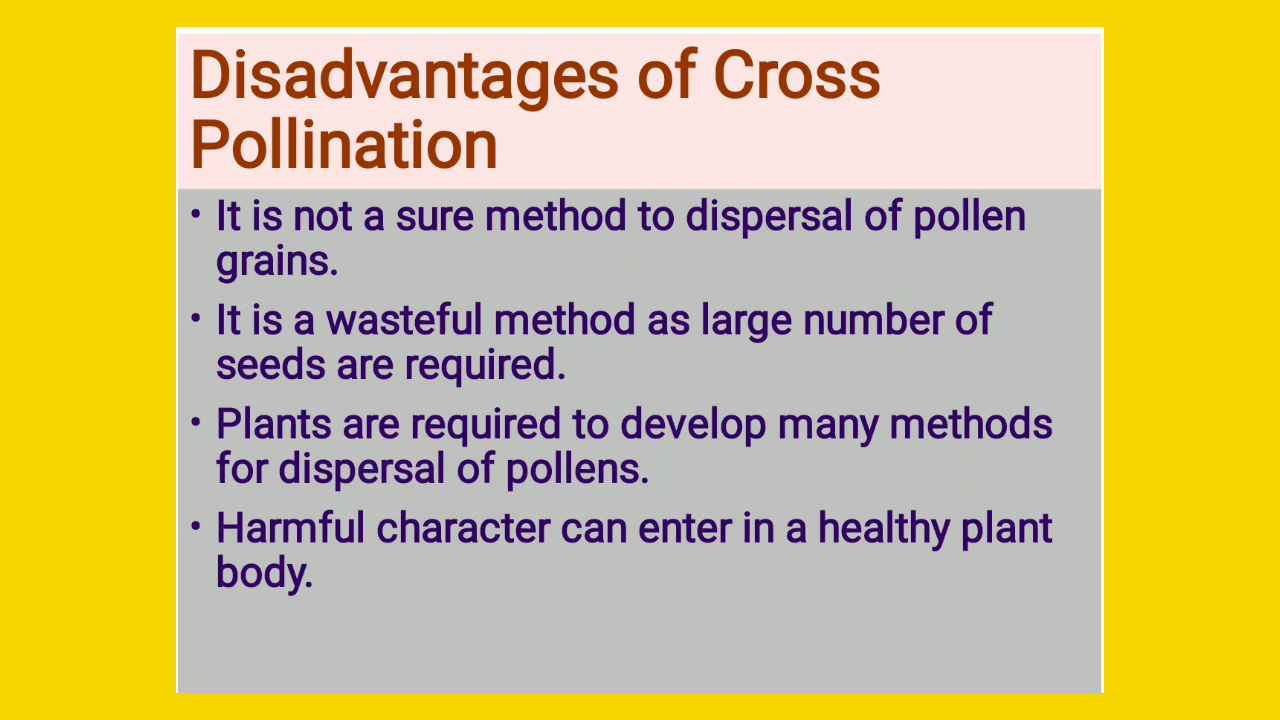 Disadvantages of Cross
Pollination
• It is not a sure method to dispersal of pollen
grains.
• It is a wasteful method as large number of
seeds are required.
• Plants are required to develop many methods
for dispersal of pollens.
• Harmful character can enter in a healthy plant
body.